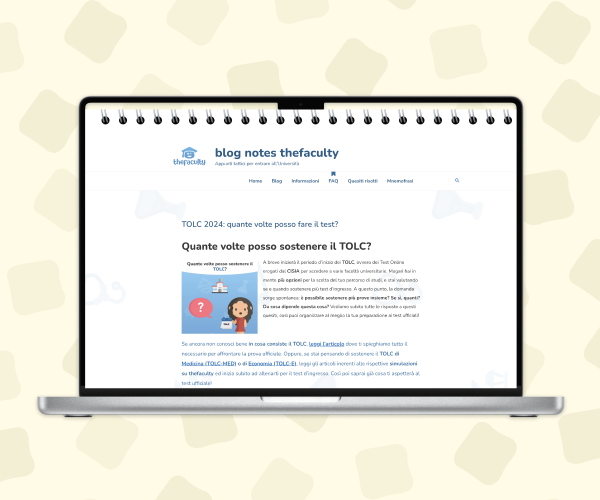 thefaculty
blog notes thefaculty
Appunti tattici per entrare all'Università
Home Blog Informazioni FAQ Quesiti risolti Mnemofrasi
TOLC 2024: quante volte posso fare il test?
Quante volte posso sostenere il TOLC?
Quante volte posso sostenere il
TOLC?
?
TOLC
A breve inizierà il periodo d'inizio dei TOLC, ovvero dei Test Online
erogati dal CISIA per accedere a varie facoltà universitarie. Magari hai in
mente più opzioni per la scelta del tuo percorso di studi e stai valutando
se e quando sostenere più test d'ingresso. A questo punto, la domanda
sorge spontanea: è possibile sostenere più prove insieme? Se sì, quanti?
Da cosa dipende questa cosa? Vediamo subito tutte le risposte a questi
quesiti, così puoi organizzare al meglio la tua preparazione ai test ufficiali!
Se ancora non conosci bene in cosa consiste il TOLC, leggi l'articolo dove ti spieghiamo tutto il
necessario per affrontare la prova ufficiale. Oppure, se stai pensando di sostenere il TOLC di
Medicina (TOLC-MED) o di Economia (TOLC-E), leggi gli articoli inerenti alle rispettive simulazioni
su thefaculty ed inizia subito ad allenarti per il test d'ingresso. Così poi saprai già cosa ti aspetterà al
test ufficiale!